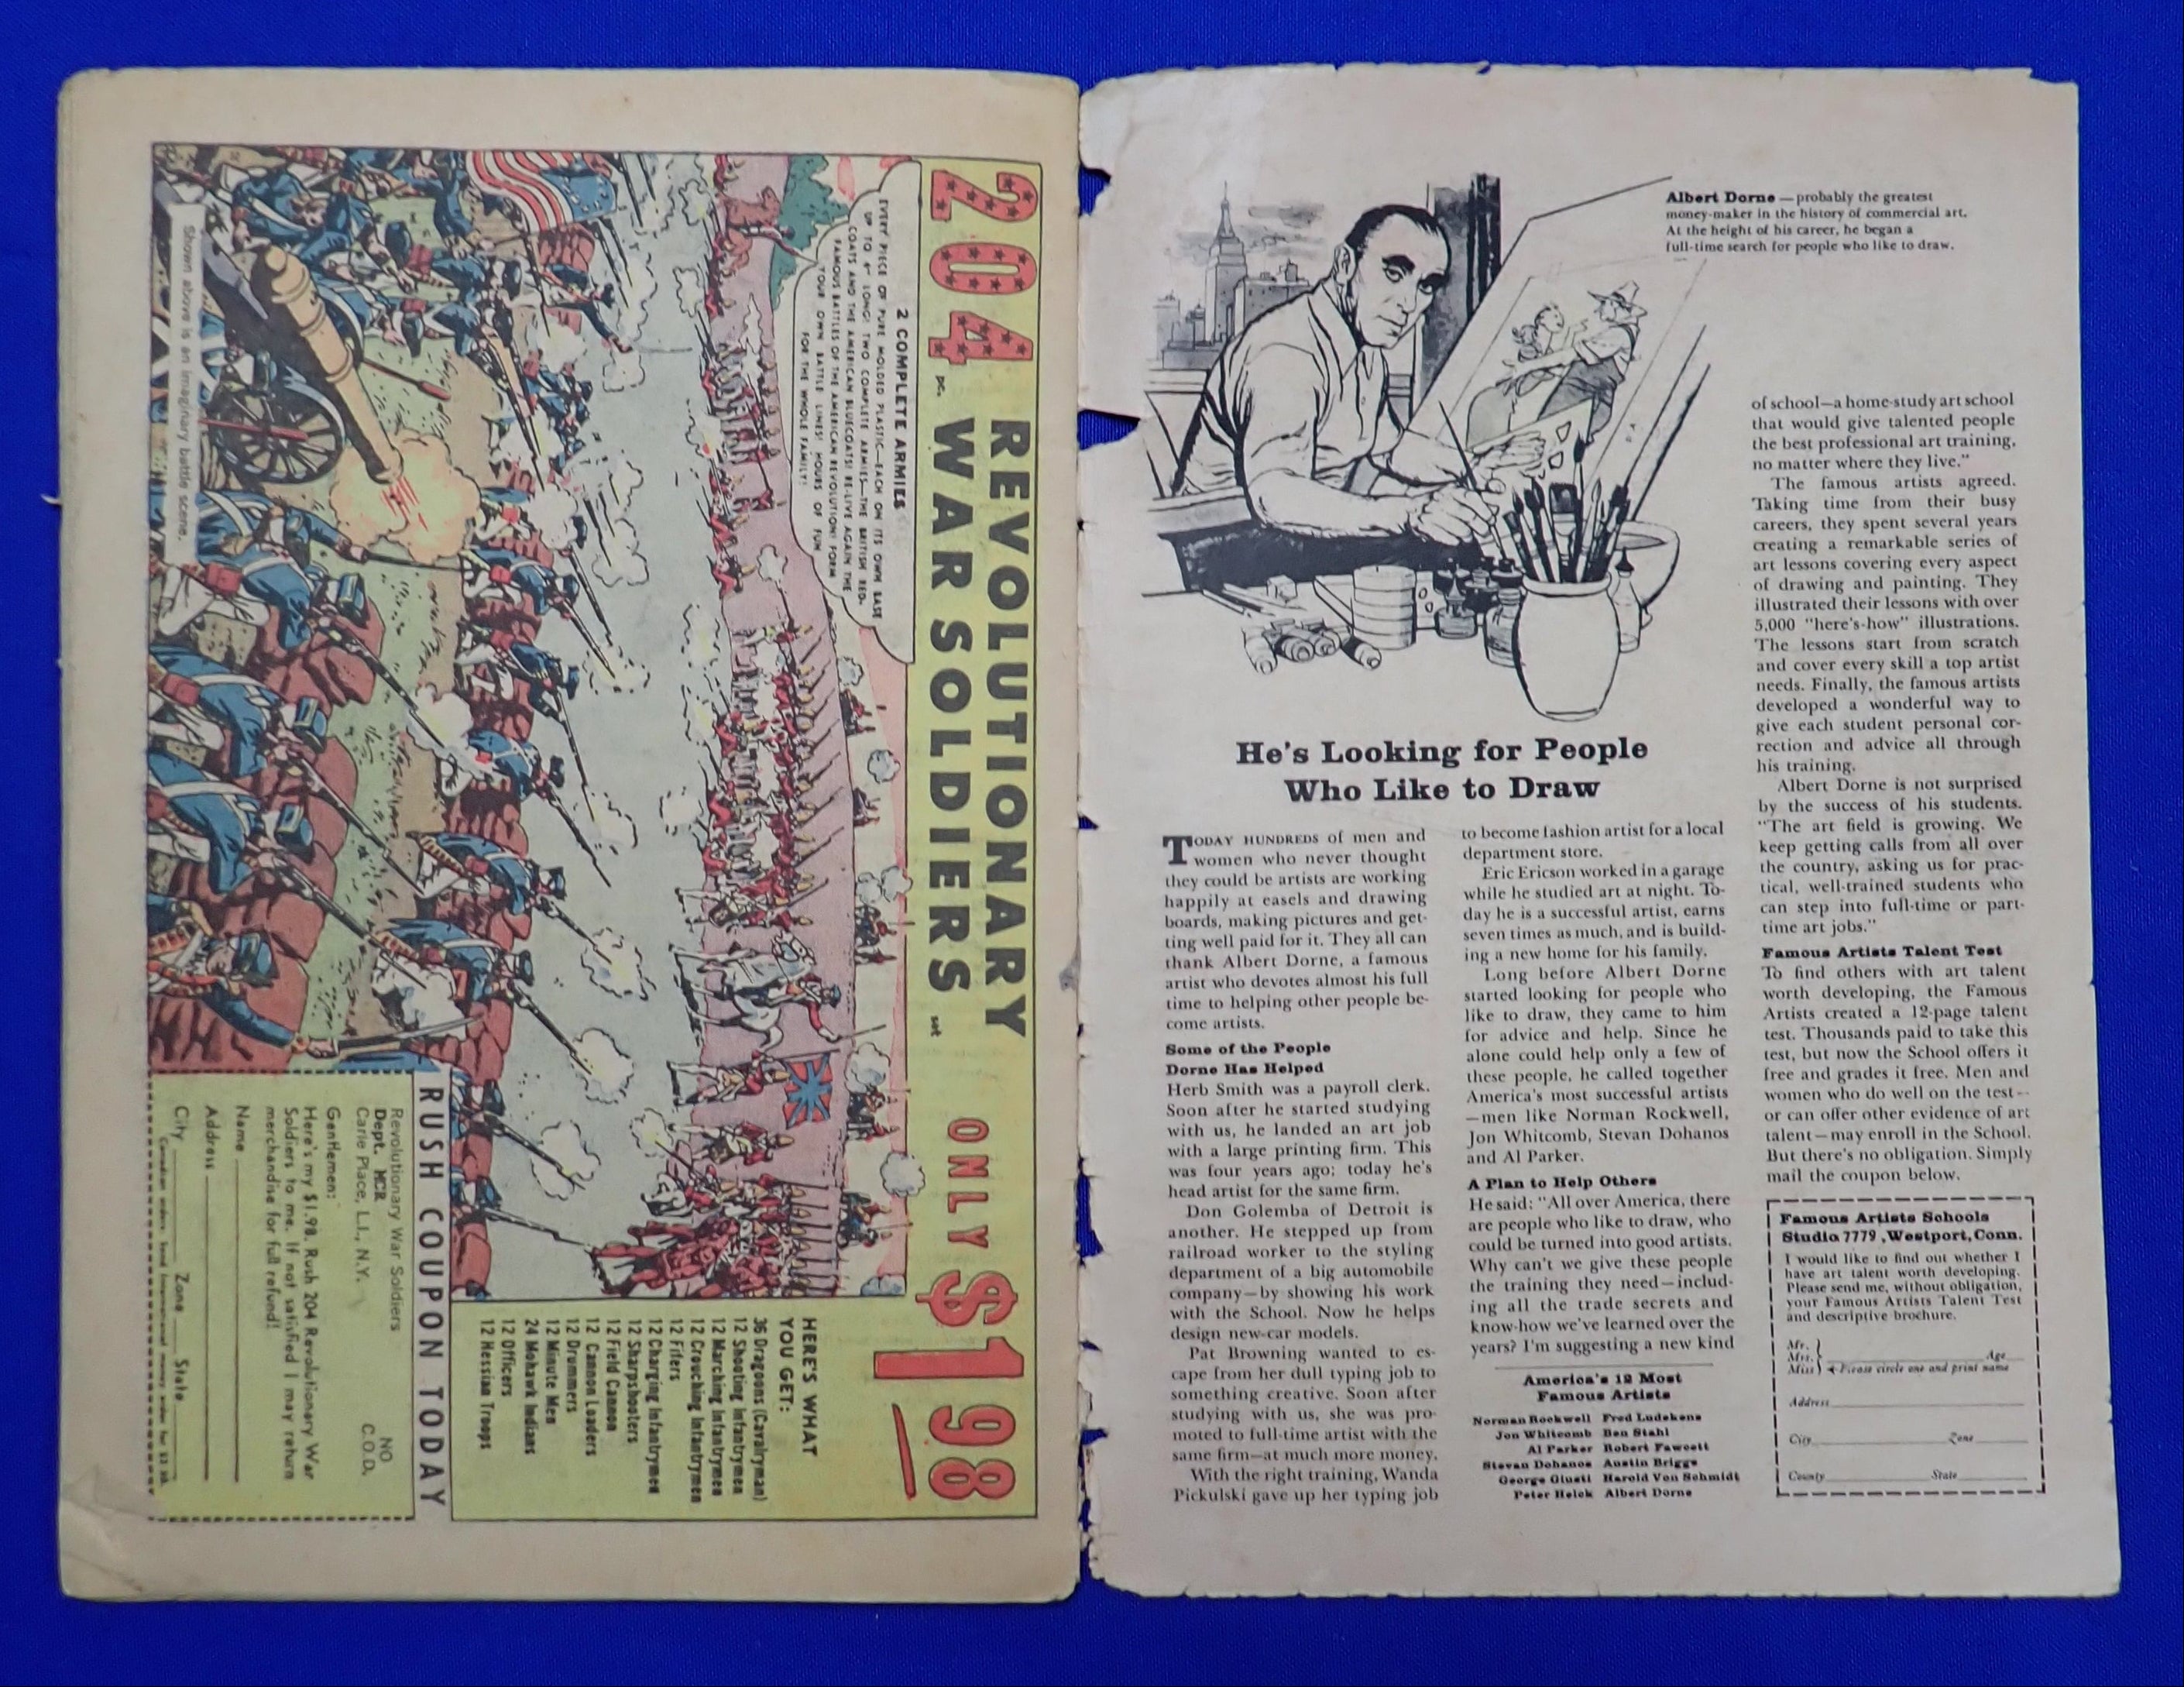 204 pc. REVOLUTIONARY
WAR SOLDIERS set
ONLY $198
2 COMPLETE ARMIES
EVERY PIECE OF PURE MOLDED PLASTIC—EACH ON ITS OWN BASE
UP TO 4" LONG! TWO COMPLETE ARMIES—THE BRITISH RED-
COATS AND THE AMERICAN BLUECOATS! RE-LIVE AGAIN THE
FAMOUS BATTLES OF THE AMERICAN REVOLUTION! FORM
YOUR OWN BATTLE LINES! HOURS OF FUN
FOR THE WHOLE FAMILY!
HERE'S WHAT
YOU GET:
36 Dragoons (Cavalryman)
12 Shooting Infantrymen
12 Marching Infantrymen
12 Crouching Infantrymen
12 Fifers
12 Charging Infantrymen
12 Sharpshooters
12 Field Cannon
12 Cannon Loaders
12 Drummers
12 Minute Men
24 Mohawk Indians
12 Officers
12 Hessian Troops
Shown above is an imaginary battle scene.
RUSH COUPON TODAY
Revolutionary War Soldiers
Dept. MCR
Carle Place, L.I., N.Y.
NO
C.O.D.
Gentlemen:
Here's my $1.98. Rush 204 Revolutionary War
Soldiers to me. If not satisfied I may return
merchandise for full refund!
Name
Address
City Zone State
Canadian orders: send International money order for
Albert Dorne — probably the greatest
money-maker in the history of commercial art.
At the height of his career, he began a
full-time search for people who like to draw.
He's Looking for People
Who Like to Draw
TODAY HUNDREDS of men and
women who never thought
they could be artists are working
happily at easels and drawing
boards, making pictures and get-
ting well paid for it. They all can
thank Albert Dorne, a famous
artist who devotes almost his full
time to helping other people be-
come artists.
Some of the People
Dorne Has Helped
Herb Smith was a payroll clerk.
Soon after he started studying
with us, he landed an art job
with a large printing firm. This
was four years ago; today he's
head artist for the same firm.
Don Golemba of Detroit is
another. He stepped up from
railroad worker to the styling
department of a big automobile
company—by showing his work
with the School. Now he helps
design new-car models.
Pat Browning wanted to es-
cape from her dull typing job to
something creative. Soon after
studying with us, she was pro-
moted to full-time artist with the
same firm—at much more money.
With the right training, Wanda
Pickulski gave up her typing job
to become fashion artist for a local
department store.
Eric Ericson worked in a garage
while he studied art at night. To-
day he is a successful artist, earns
seven times as much, and is build-
ing a new home for his family.
Long before Albert Dorne
started looking for people who
like to draw, they came to him
for advice and help. Since he
alone could help only a few of
these people, he called together
America's most successful artists
—men like Norman Rockwell,
Jon Whitcomb, Stevan Dohanos
and Al Parker.
A Plan to Help Others
He said: "All over America, there
are people who like to draw, who
could be turned into good artists.
Why can't we give these people
the training they need—includ-
ing all the trade secrets and
know-how we've learned over the
years? I'm suggesting a new kind
America's 12 Most
Famous Artists
Norman Rockwell Fred Ludekens
Jon Whitcomb Ben Stahl
Al Parker Robert Fawcett
Stevan Dohanos Austin Briggs
George Giusti Harold Von Schmidt
Peter Helck Albert Dorne
of school—a home-study art school
that would give talented people
the best professional art training,
no matter where they live."
The famous artists agreed.
Taking time from their busy
careers, they spent several years
creating a remarkable series of
art lessons covering every aspect
of drawing and painting. They
illustrated their lessons with over
5,000 "here's-how" illustrations.
The lessons start from scratch
and cover every skill a top artist
needs. Finally, the famous artists
developed a wonderful way to
give each student personal cor-
rection and advice all through
his training.
Albert Dorne is not surprised
by the success of his students.
"The art field is growing. We
keep getting calls from all over
the country, asking us for prac-
tical, well-trained students who
can step into full-time or part-
time art jobs."
Famous Artists Talent Test
To find others with art talent
worth developing, the Famous
Artists created a 12-page talent
test. Thousands paid to take this
test, but now the School offers it
free and grades it free. Men and
women who do well on the test—
or can offer other evidence of art
talent—may enroll in the School.
But there's no obligation. Simply
mail the coupon below.
Famous Artists Schools
Studio 7779, Westport, Conn.
I would like to find out whether I
have art talent worth developing.
Please send me, without obligation,
your Famous Artists Talent Test
and descriptive brochure.
Mr.
Mrs. Age
Miss Please circle one and print name
Address
City Zone
County State